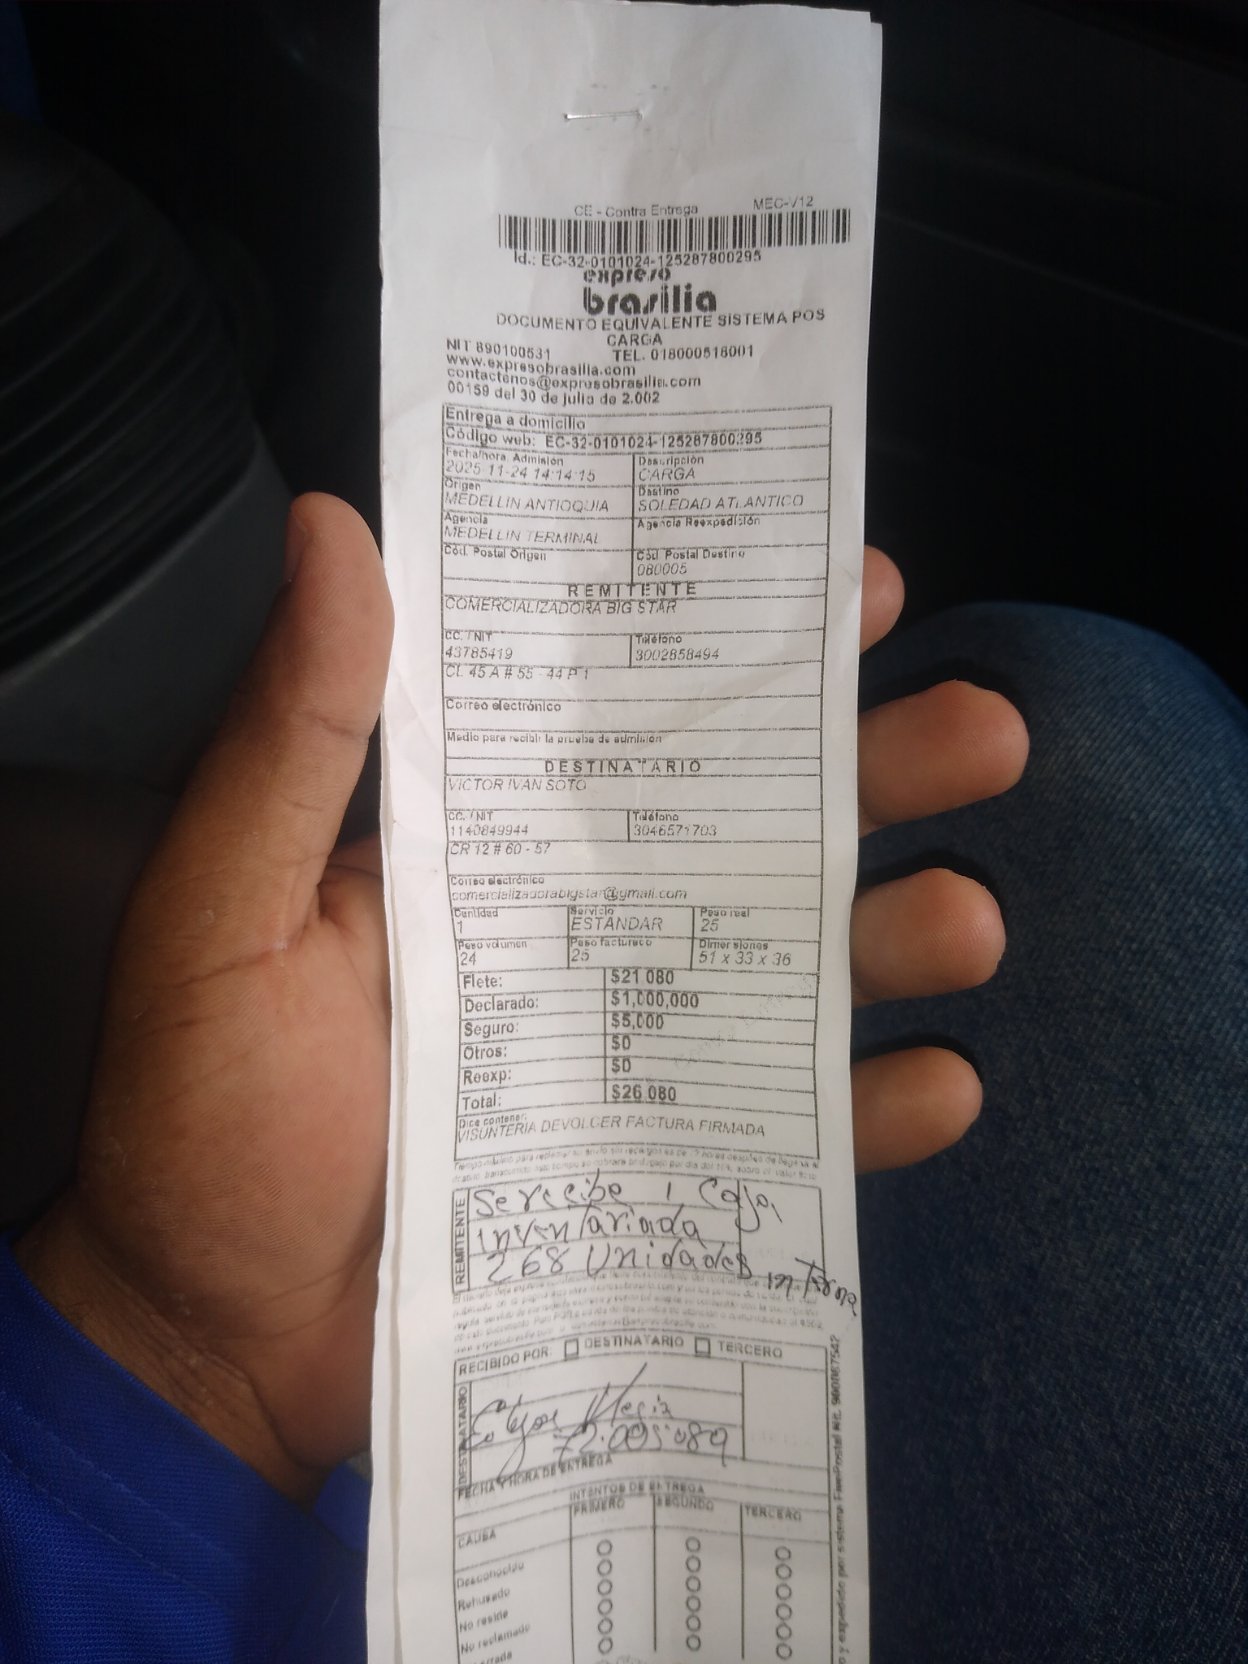 CE - Contra Entrega MEC-V12
Id.: EC-32-0101024-125287800295
expreso
brasilia
DOCUMENTO EQUIVALENTE SISTEMA POS
CARGA
NIT 890100531 TEL. 018000518001
www.expresobrasilia.com
contactenos@expresobrasilia.com
00159 del 30 de julio de 2.002
Entrega a domicilio
Código web: EC-32-0101024-125287800295
Fecha/hora Admisión Descripción
2025-11-24 14:14:15 CARGA
Origen Destino
MEDELLIN ANTIOQUIA SOLEDAD ATLANTICO
Agencia Agencia Reexpedición
MEDELLIN TERMINAL
Cód. Postal Origen Cód. Postal Destino
080005
REMITENTE
COMERCIALIZADORA BIG STAR
CC. / NIT Teléfono
43785419 3002858494
CL 45 A # 55 - 44 P 1
Correo electrónico
Medio para recibir la prueba de admisión
DESTINATARIO
VICTOR IVAN SOTO
CC. / NIT Teléfono
1140849944 3046571703
CR 12 # 60 - 57
Correo electrónico
comercializadorabigstar@gmail.com
Cantidad Servicio Peso real
1 ESTANDAR 25
Peso volumen Peso facturado Dimensiones
24 25 51 x 33 x 36
Flete: $21.080
Declarado: $1,000,000
Seguro: $5,000
Otros: $0
Reexp: $0
Total: $26.080
Dice contener:
VISUNTERIA DEVOLCER FACTURA FIRMADA
REMITENTE
Se recibe 1 Caja
inventariada
268 Unidades interna
RECIBIDO POR: DESTINATARIO TERCERO
DESTINATARIO
72.005089
FECHA Y HORA DE ENTREGA
INTENTOS DE ENTREGA
CAUSA PRIMERO SEGUNDO TERCERO
Desconocido
Rehusado
No reside
No reclamado